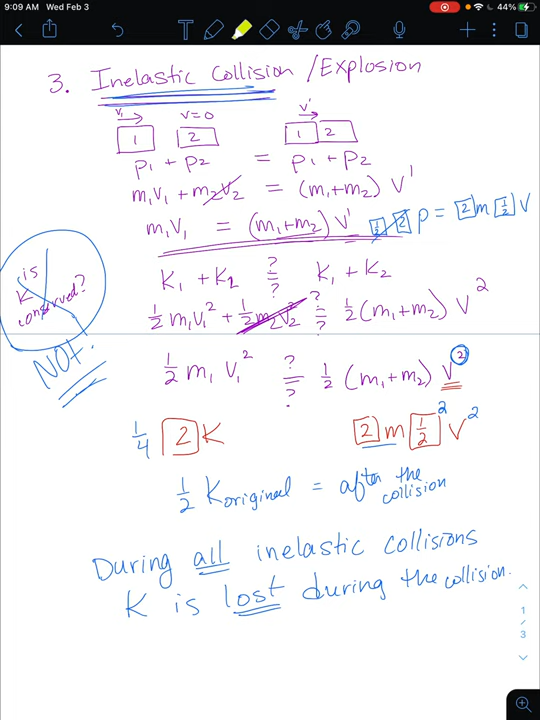 9:09 AM Wed Feb 3
44%
3. Inelastic Collision /Explosion
V₁ V=0 V'
1 2 1 2
P₁ + P₂ = P₁ + P₂
m₁V₁ + m₂V₂ = (m₁+m₂) V'
m₁V₁ = (m₁+m₂) V'
1/2 2 p = 2 m 1/2 V
is K conserved?
NOT.
K₁ + K₂ ?=? K₁ + K₂
1/2 m₁V₁² + 1/2 m₂V₂² ?=? 1/2 (m₁+m₂) V²
1/2 m₁ V₁² ?=? 1/2 (m₁+m₂) V²
1/4 2 K 2 m 1/2² V²
1/2 Koriginal = after the collision
During all inelastic collisions
K is lost during the collision.
1
/
3